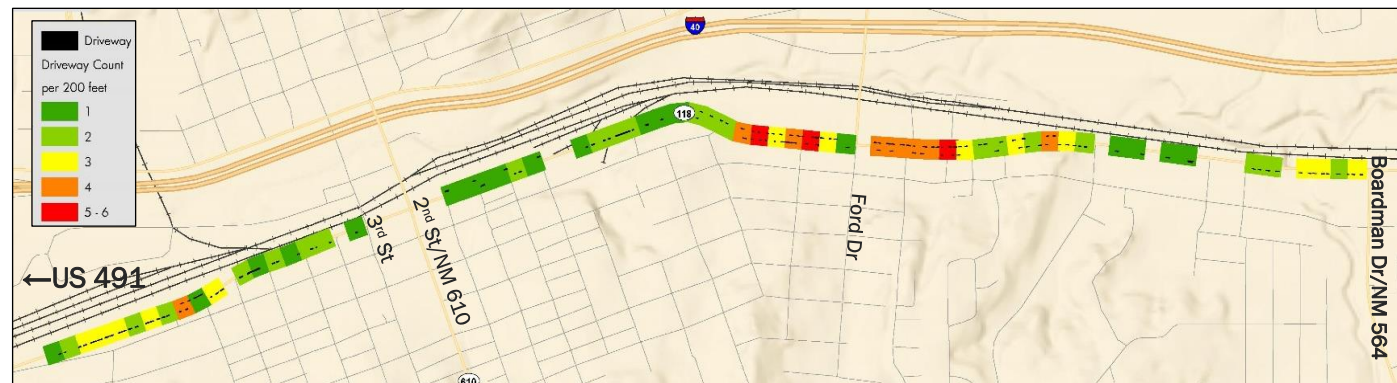 Driveway
Driveway Count
per 200 feet
1
2
3
4
5 - 6
40
118
3rd St
2nd St/NM 610
Ford Dr
Boardman Dr/NM 564
←US 491
610